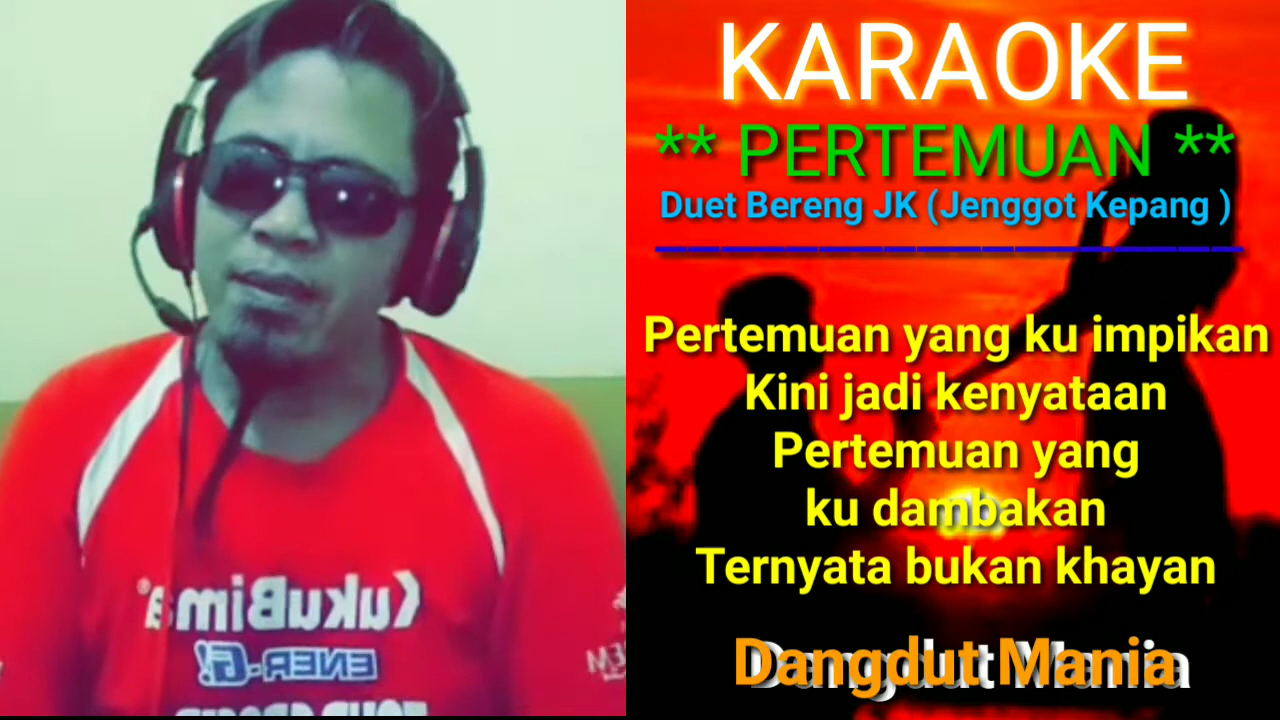 KARAOKE
** PERTEMUAN **
Duet Bereng JK (Jenggot Kepang )
Pertemuan yang ku impikan
Kini jadi kenyataan
Pertemuan yang
ku dambakan
Ternyata bukan khayan
Dangdut Mania
KukuBima®
ENER-G!